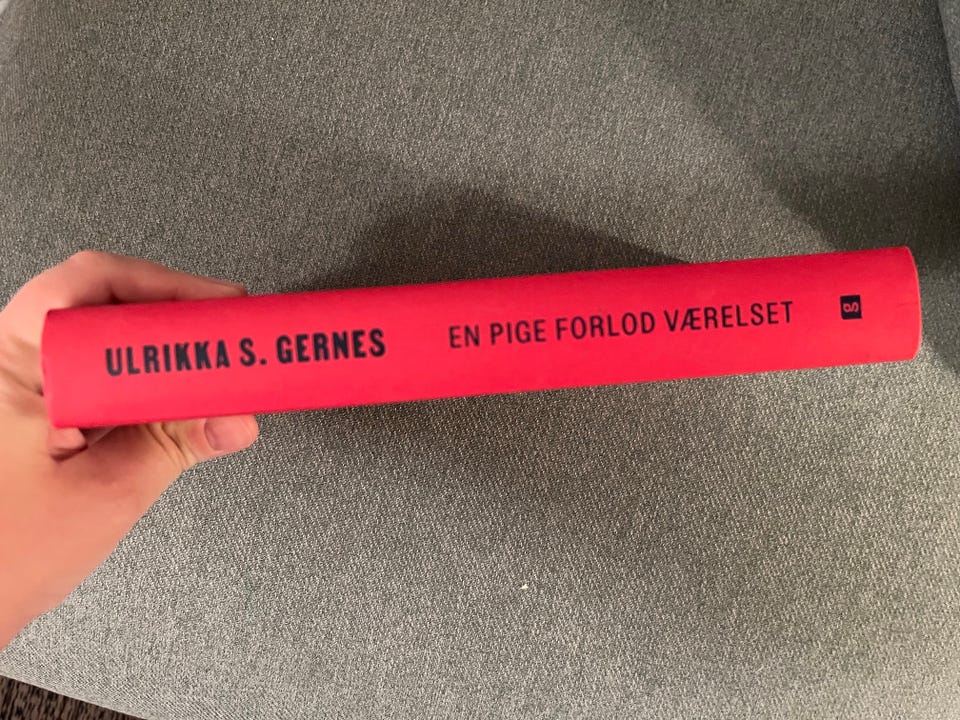 ULRIKKA S. GERNES EN PIGE FORLOD VÆRELSET g